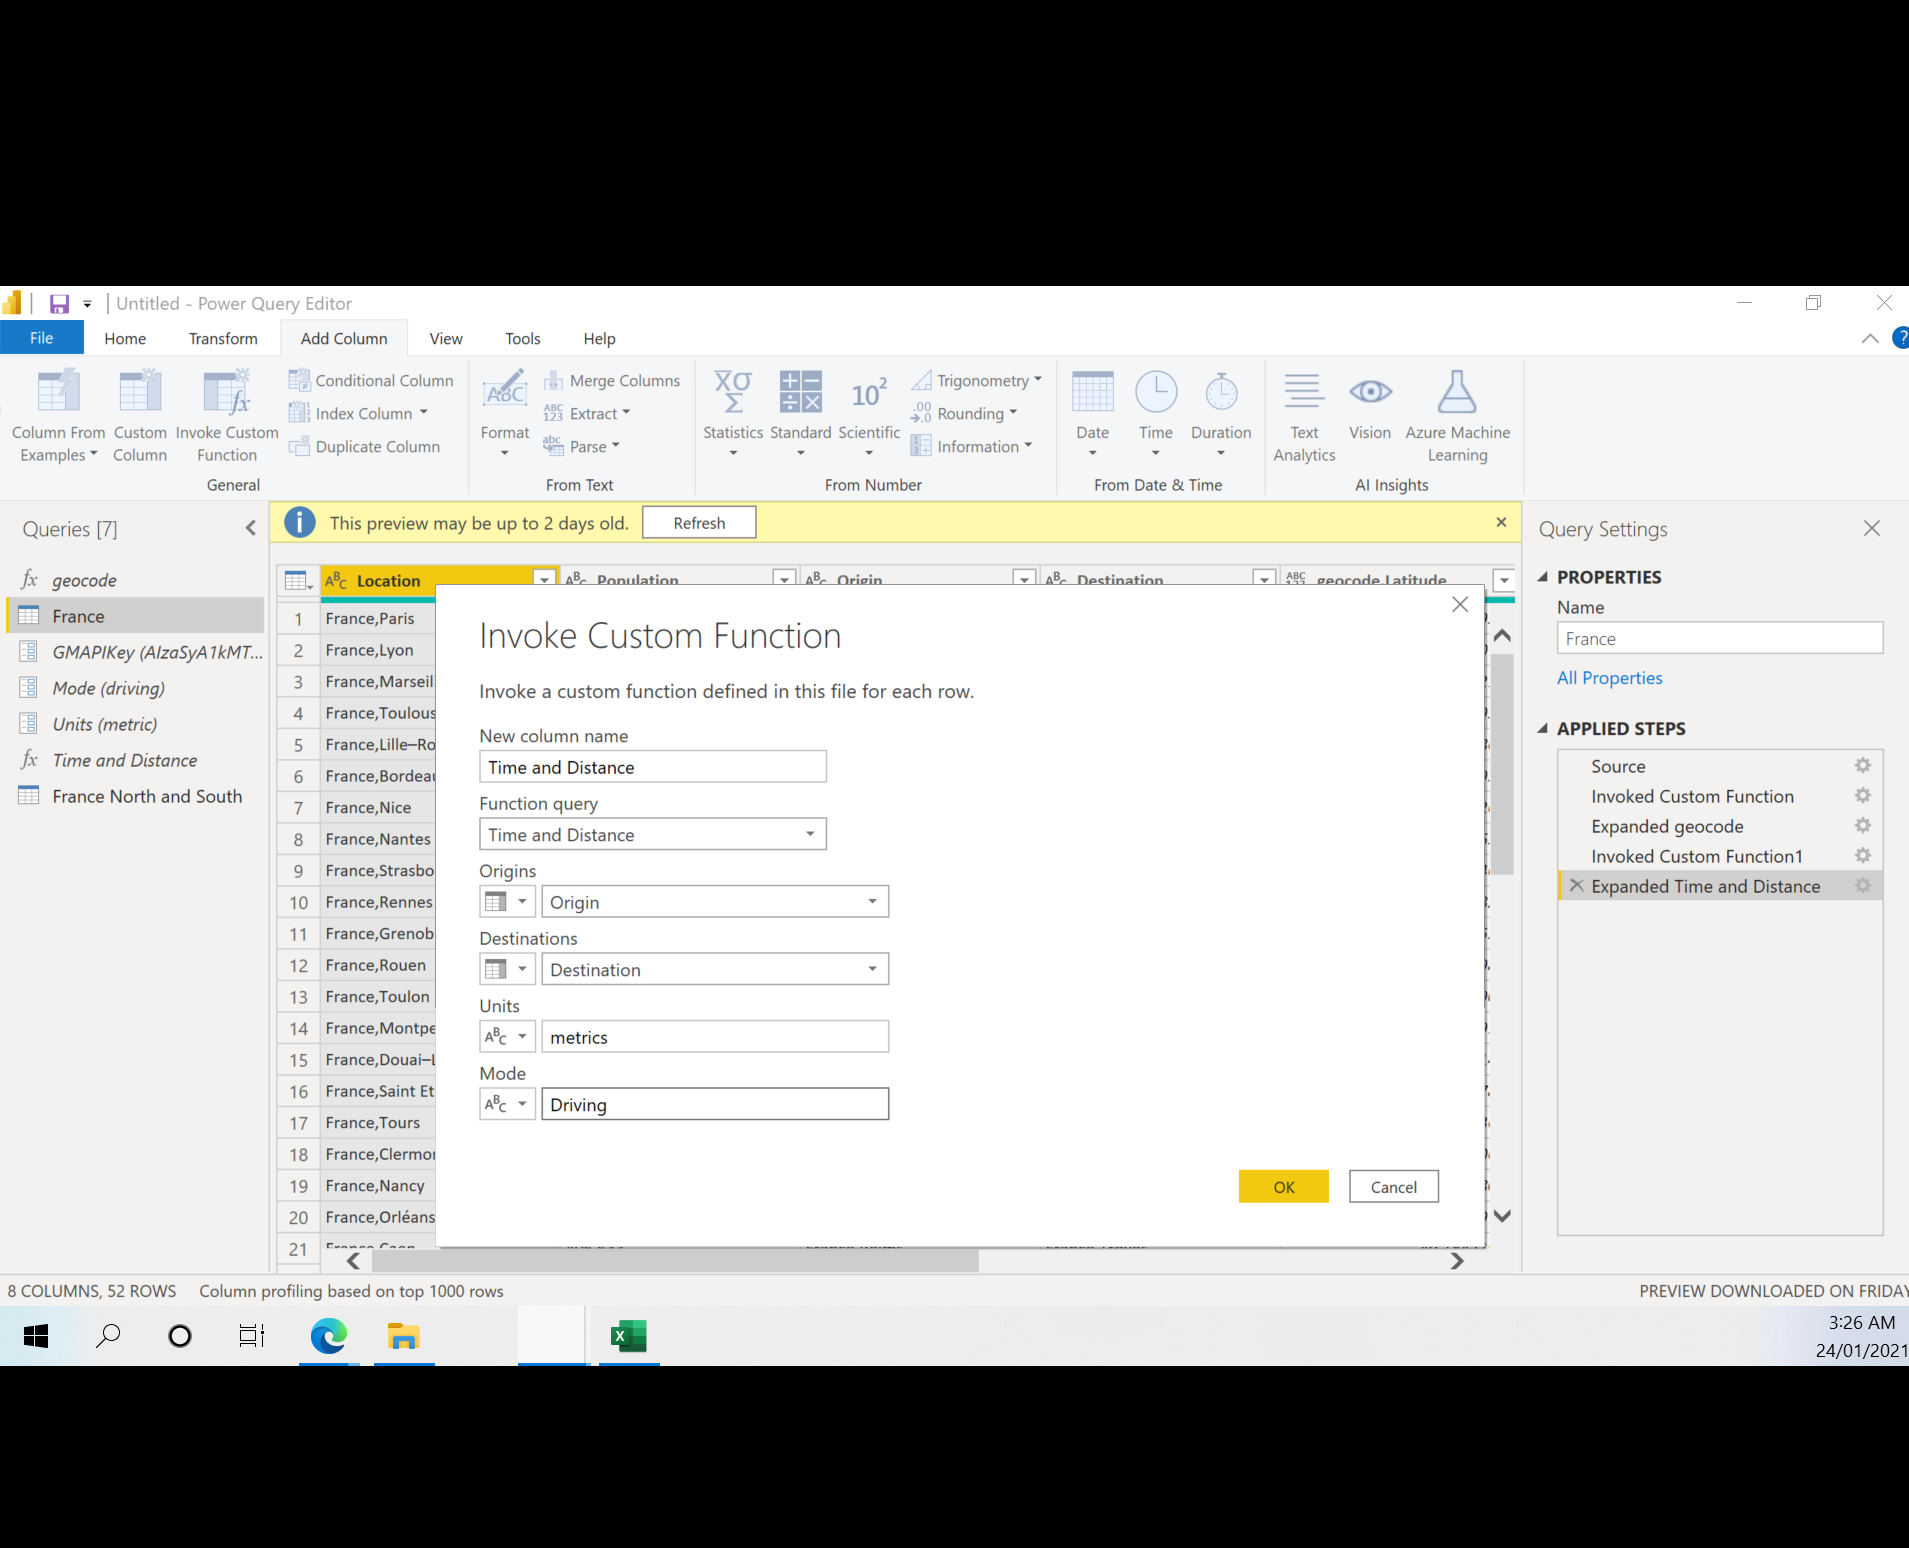 Untitled - Power Query Editor
File Home Transform Add Column View Tools Help
Column From Examples
Custom Column
Invoke Custom Function
Conditional Column
Index Column
Duplicate Column
General
Format
Merge Columns
Extract
Parse
From Text
Statistics
Standard
Scientific
Trigonometry
Rounding
Information
From Number
Date
Time
Duration
From Date & Time
Text Analytics
Vision
Azure Machine Learning
AI Insights
Queries [7]
geocode
France
GMAPIKey (AIzaSyA1kMT...
Mode (driving)
Units (metric)
Time and Distance
France North and South
This preview may be up to 2 days old. Refresh
Location Population Origin Destination geocode.Latitude
1 France,Paris
2 France,Lyon
3 France,Marseil
4 France,Toulous
5 France,Lille–Ro
6 France,Bordeau
7 France,Nice
8 France,Nantes
9 France,Strasbo
10 France,Rennes
11 France,Grenob
12 France,Rouen
13 France,Toulon
14 France,Montpe
15 France,Douai–L
16 France,Saint Et
17 France,Tours
18 France,Clermon
19 France,Nancy
20 France,Orléans
21
Invoke Custom Function
Invoke a custom function defined in this file for each row.
New column name
Time and Distance
Function query
Time and Distance
Origins
Origin
Destinations
Destination
Units
metrics
Mode
Driving
OK Cancel
Query Settings
PROPERTIES
Name
France
All Properties
APPLIED STEPS
Source
Invoked Custom Function
Expanded geocode
Invoked Custom Function1
Expanded Time and Distance
8 COLUMNS, 52 ROWS Column profiling based on top 1000 rows
PREVIEW DOWNLOADED ON FRIDAY
3:26 AM
24/01/2021